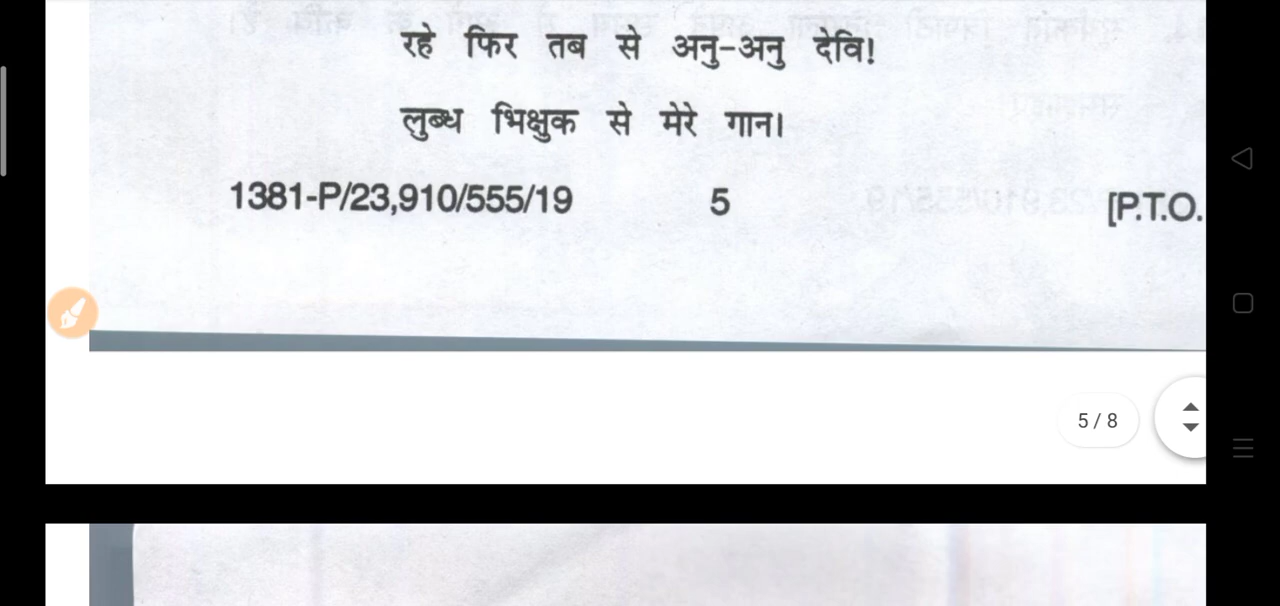 रहे फिर तब से अनु-अनु देवि!
लुब्ध भिक्षुक से मेरे गान।
1381-P/23,910/555/19 5 [P.T.O.
5 / 8